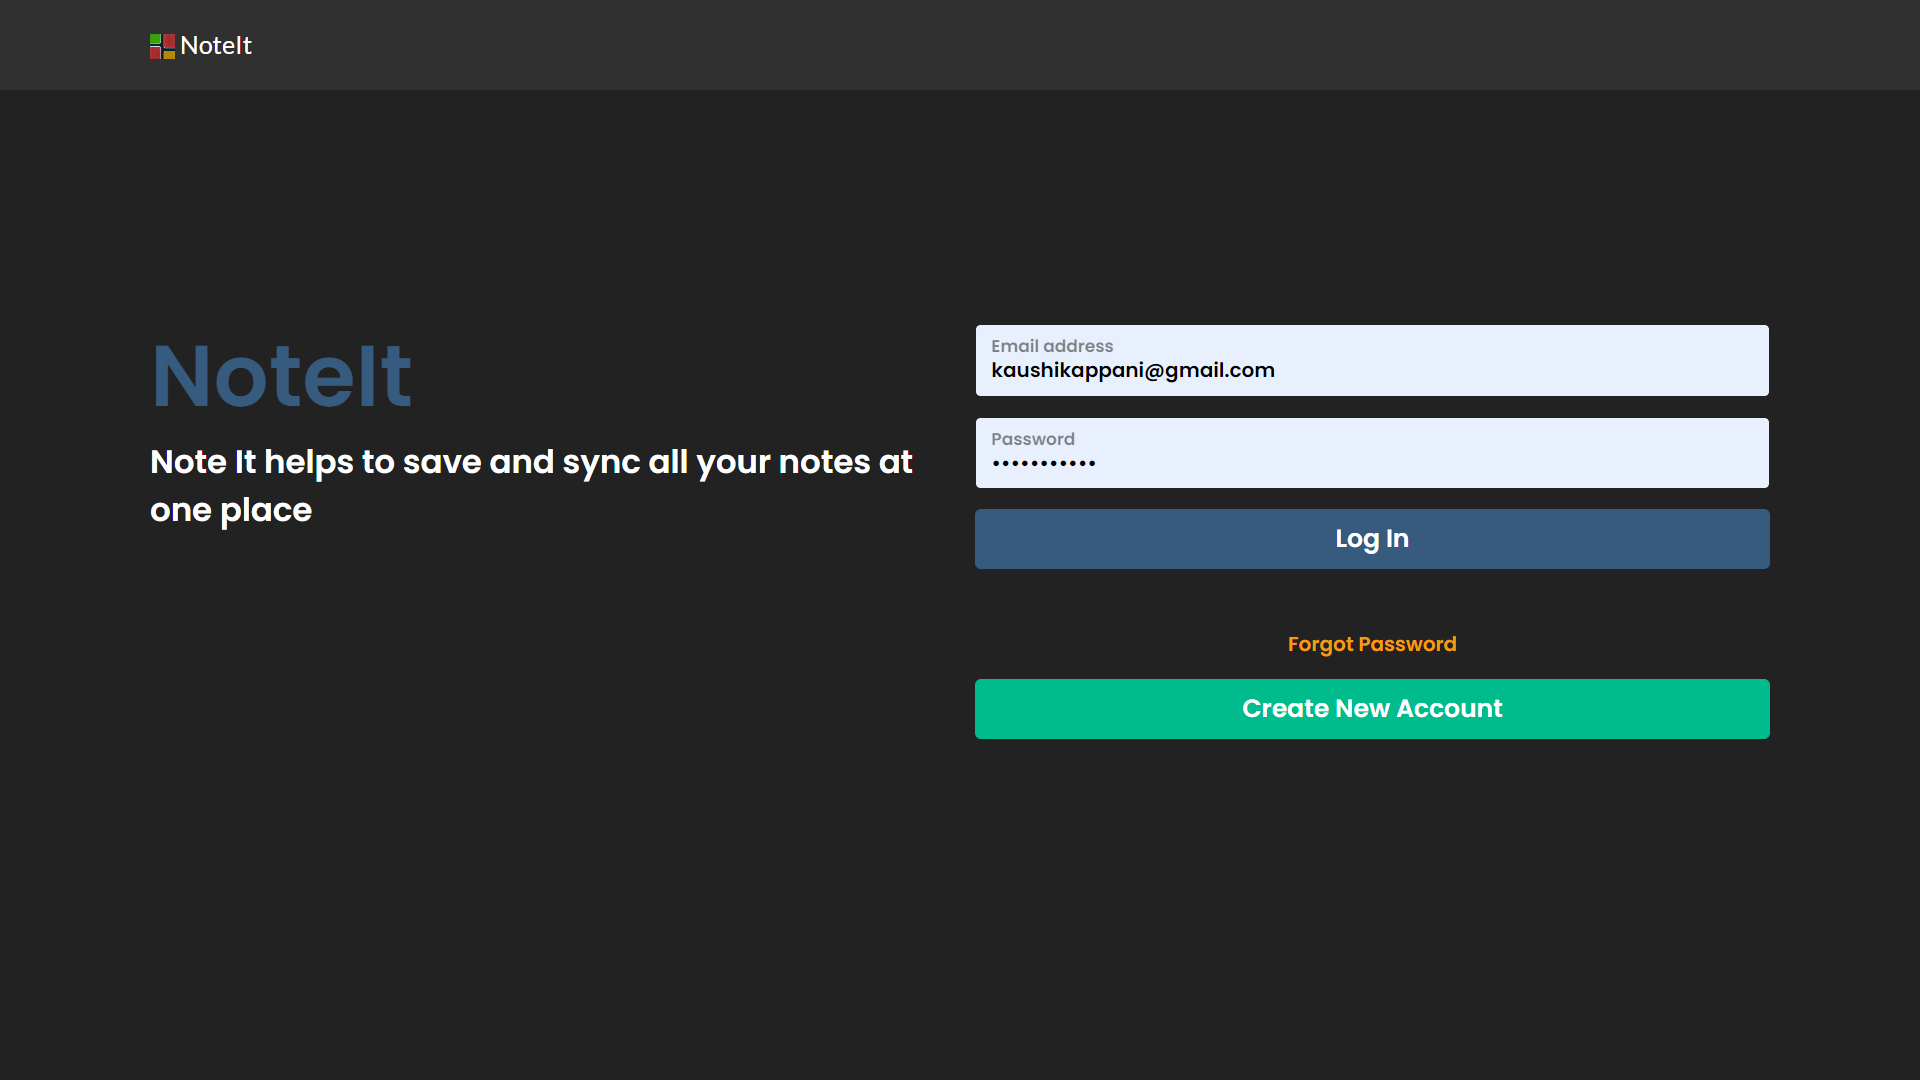 NoteIt
NoteIt
Note It helps to save and sync all your notes at
one place
Email address
kaushikappani@gmail.com
Password
•••••••••••
Log In
Forgot Password
Create New Account